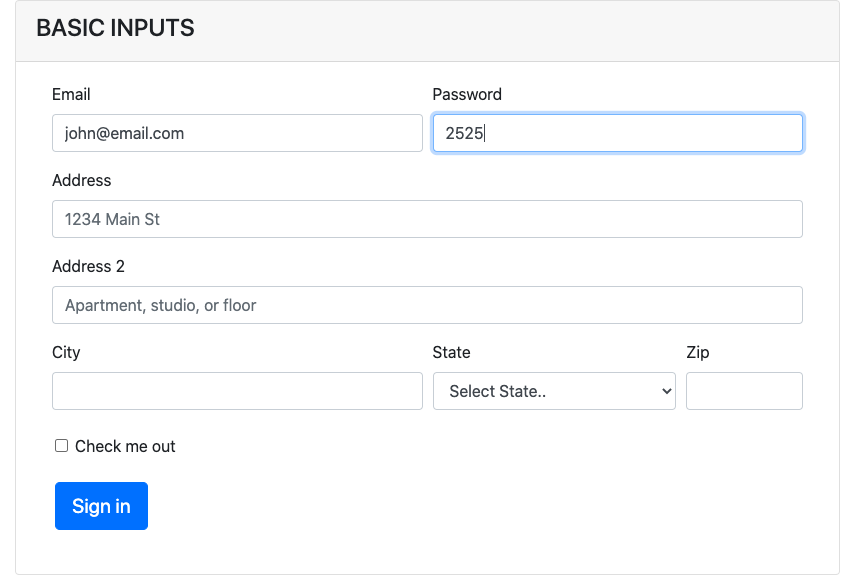 BASIC INPUTS
Email Password
john@email.com 2525
Address
1234 Main St
Address 2
Apartment, studio, or floor
City State Zip
Select State..
Check me out
Sign in